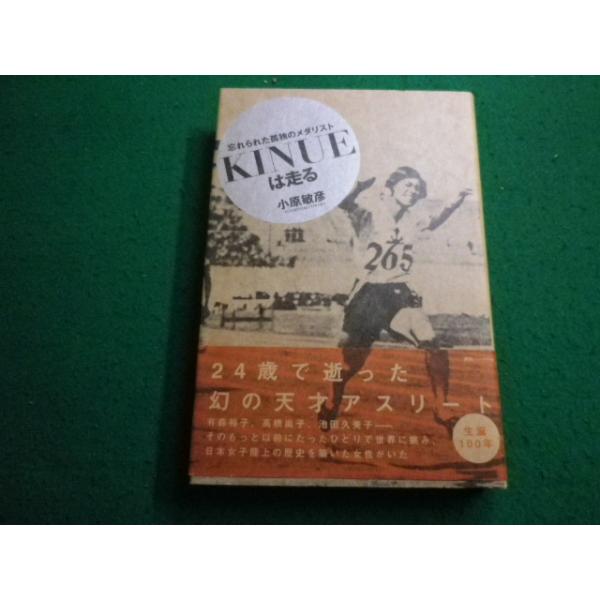 忘れられた孤独のメダリスト
KINUE
は走る
小原敏彦
265
24歳で逝った
幻の天才アスリート
有森裕子、高橋尚子、池田久美子——。
そのもっと以前にたったひとりで世界に挑み、
日本女子陸上の歴史を築いた女性がいた
生誕
100年